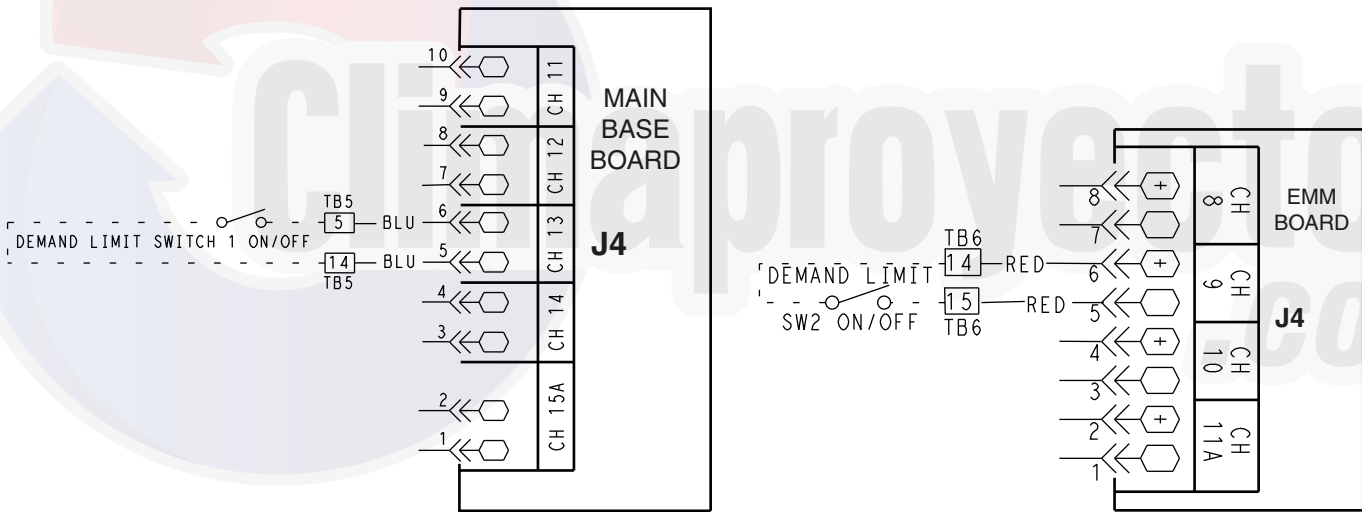 10
9
CH 11
8
7
CH 12
6
5
CH 13
4
3
CH 14
2
1
CH 15A
MAIN
BASE
BOARD
J4
TB5
5
BLU
DEMAND LIMIT SWITCH 1 ON/OFF
14
BLU
TB5
8
7
CH
8
6
5
CH
9
4
3
CH
10
2
1
CH
11A
+
+
+
+
EMM
BOARD
J4
TB6
14
RED
DEMAND LIMIT
15
RED
SW2 ON/OFF
TB6
Climaproyecto
.co